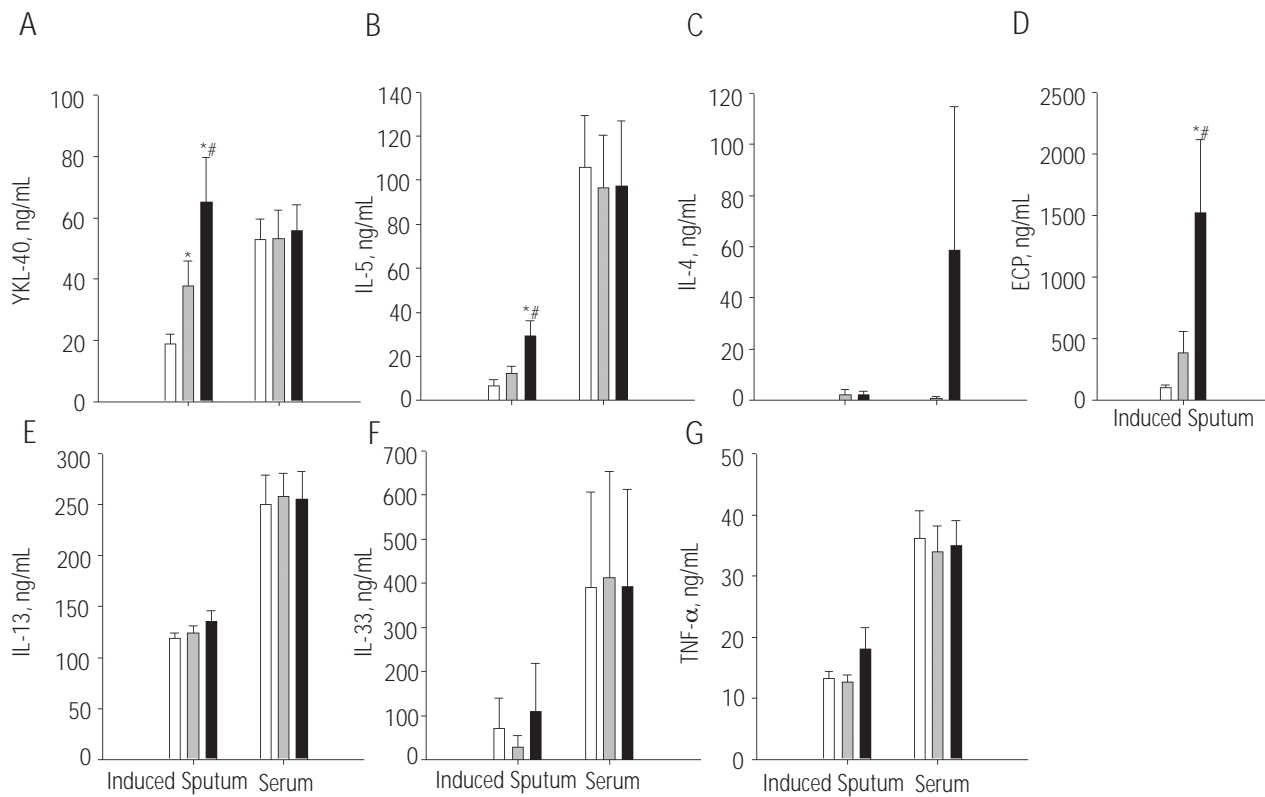 A
B
C
D
YKL-40, ng/mL
100
80
60
40
20
0
*
*#
IL-5, ng/mL
140
120
100
80
60
40
20
0
*#
IL-4, ng/mL
120
100
80
60
40
20
0
ECP, ng/mL
2500
2000
1500
1000
500
0
*#
Induced Sputum
E
F
G
IL-13, ng/mL
300
250
200
150
100
50
0
Induced Sputum Serum
IL-33, ng/mL
700
600
500
400
300
200
100
0
Induced Sputum Serum
TNF-α, ng/mL
50
40
30
20
10
0
Induced Sputum Serum